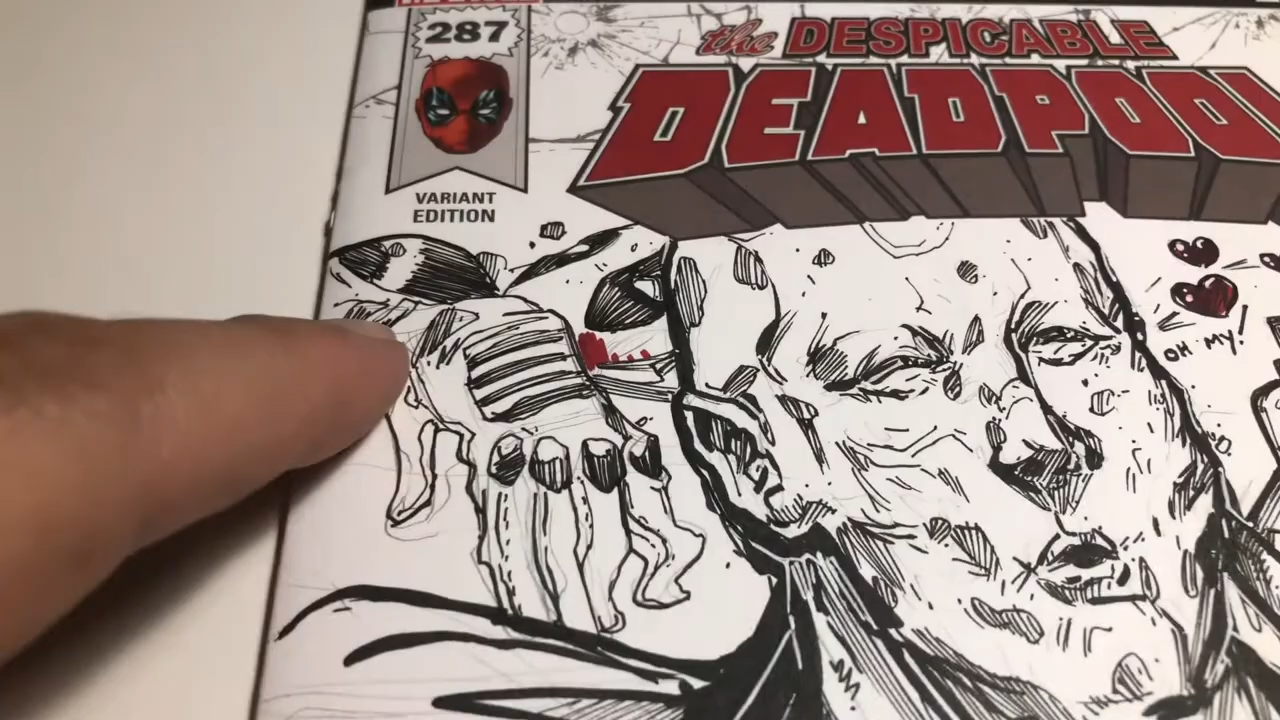 287
VARIANT
EDITION
the DESPICABLE
DEADPOOL
OH MY!